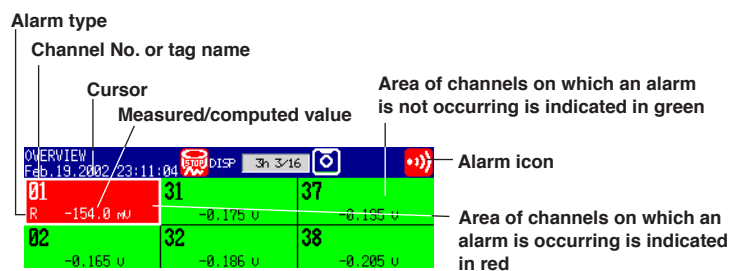 Alarm type
Channel No. or tag name
Cursor
Measured/computed value
Area of channels on which an alarm
is not occurring is indicated in green
OVERVIEW
Feb.19.2002 23:11:04
STOP
DISP
3h 3/16
Alarm icon
01
31
37
R -154.0 mV
-0.175 V
-0.195 V
Area of channels on which an
alarm is occurring is indicated
in red
02
32
38
-0.165 V
-0.186 V
-0.205 V